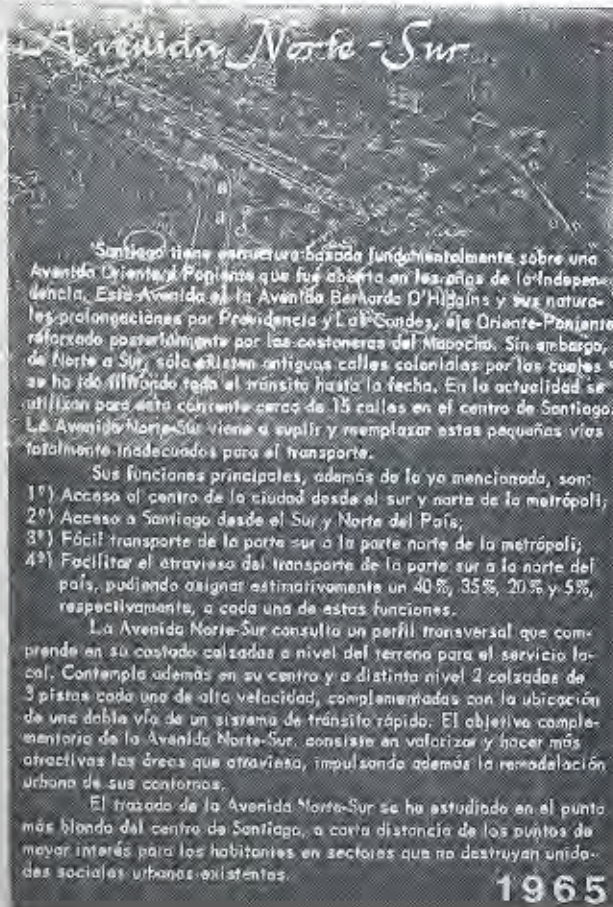 Avenida Norte-Sur
Santiago tiene estructura basada fundamentalmente sobre una
Avenida Oriente a Poniente que fué abierta en los años de la Indepen-
dencia. Esta Avenida es la Avenida Bernardo O'Higgins y sus natura-
les prolongaciones por Providencia y Las Condes, eje Oriente-Poniente
reforzado posteriormente por las costaneras del Mapocho. Sin embargo,
de Norte a Sur, sólo existen antiguas calles coloniales por las cuales
se ha ido filtrando todo el tránsito hasta la fecha. En la actualidad se
utilizan para esta corriente cerca de 15 calles en el centro de Santiago.
La Avenida Norte-Sur viene a suplir y reemplazar estas pequeñas vías
totalmente inadecuadas para el transporte.
Sus funciones principales, además de la ya mencionada, son:
1°) Acceso al centro de la ciudad desde el sur y norte de la metrópoli;
2°) Acceso a Santiago desde el Sur y Norte del País;
3°) Fácil transporte de la parte sur a la parte norte de la metrópoli;
4°) Facilitar el atravieso del transporte de la parte sur a la norte del
país, pudiendo asignar estimativamente un 40%, 35%, 20% y 5%,
respectivamente, a cada una de estas funciones.
La Avenida Norte-Sur consulta un perfil transversal que com-
prende en su costado calzadas a nivel del terreno para el servicio lo-
cal. Contempla además en su centro y a distinto nivel 2 calzadas de
3 pistas cada una de alta velocidad, complementadas con la ubicación
de una doble vía de un sistema de tránsito rápido. El objetivo comple-
mentario de la Avenida Norte-Sur, consiste en valorizar y hacer más
atractivas las áreas que atraviesa, impulsando además la remodelación
urbana de sus contornos.
El trazado de la Avenida Norte-Sur se ha estudiado en el punto
más blando del centro de Santiago, a corta distancia de los puntos de
mayor interés para los habitantes en sectores que no destruyan unida-
des sociales urbanas existentes.
1965